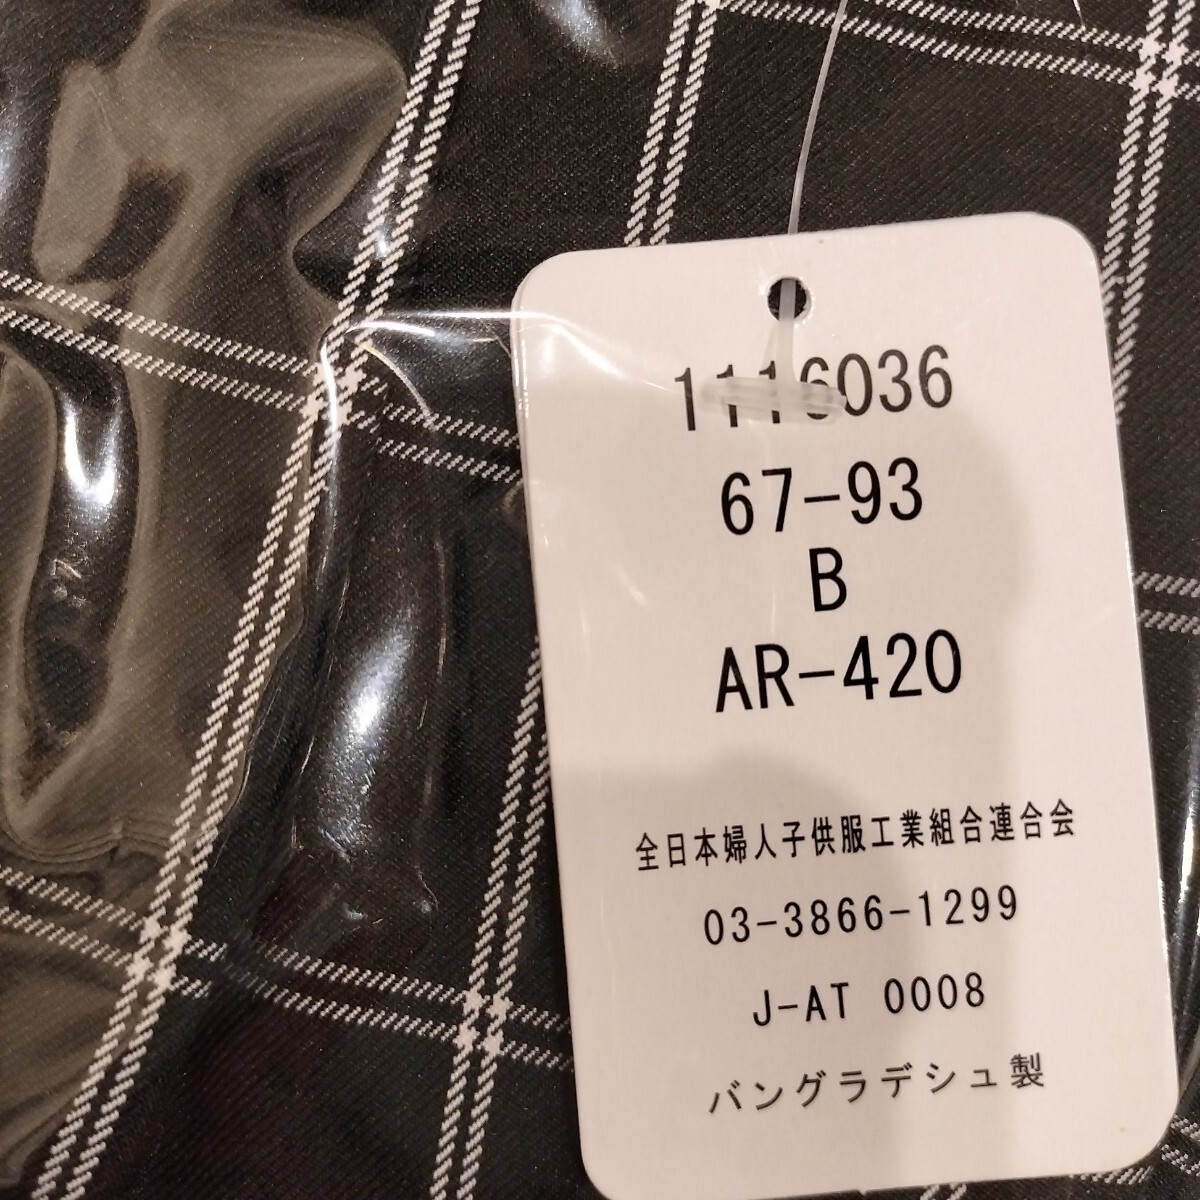 1116036
67-93
B
AR-420
全日本婦人子供服工業組合連合会
03-3866-1299
J-AT 0008
バングラデシュ製